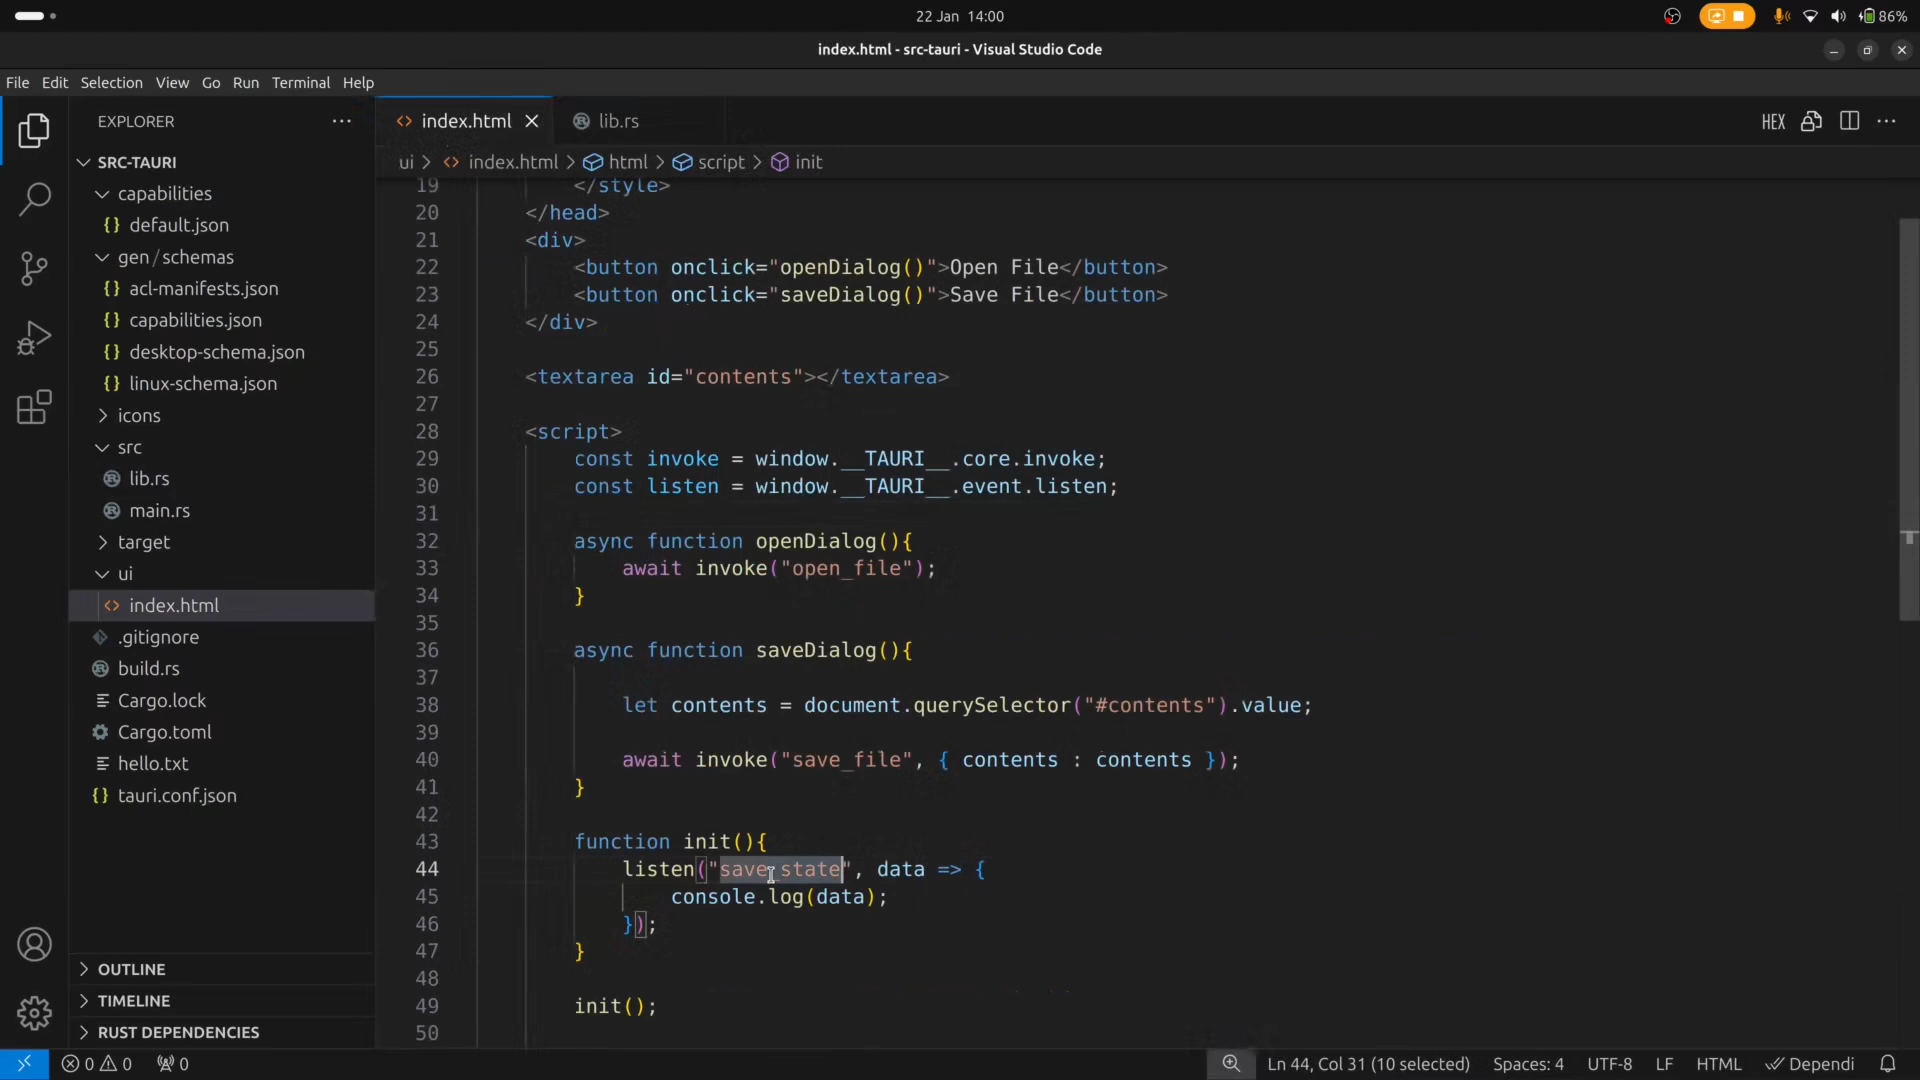 22 Jan 14:00
86%
index.html - src-tauri - Visual Studio Code
File Edit Selection View Go Run Terminal Help
EXPLORER
index.html
lib.rs
HEX
SRC-TAURI
ui > index.html > html > script > init
capabilities
default.json
gen / schemas
acl-manifests.json
capabilities.json
desktop-schema.json
linux-schema.json
icons
src
lib.rs
main.rs
target
ui
index.html
.gitignore
build.rs
Cargo.lock
Cargo.toml
hello.txt
tauri.conf.json
OUTLINE
TIMELINE
RUST DEPENDENCIES
19 </style>
20 </head>
21 <div>
22 <button onclick="openDialog()">Open File</button>
23 <button onclick="saveDialog()">Save File</button>
24 </div>
25
26 <textarea id="contents"></textarea>
27
28 <script>
29 const invoke = window.__TAURI__.core.invoke;
30 const listen = window.__TAURI__.event.listen;
31
32 async function openDialog(){
33 await invoke("open_file");
34 }
35
36 async function saveDialog(){
37
38 let contents = document.querySelector("#contents").value;
39
40 await invoke("save_file", { contents : contents });
41 }
42
43 function init(){
44 listen("save_state", data => {
45 console.log(data);
46 });
47 }
48
49 init();
50
0 0 0
Ln 44, Col 31 (10 selected) Spaces: 4 UTF-8 LF HTML Dependi